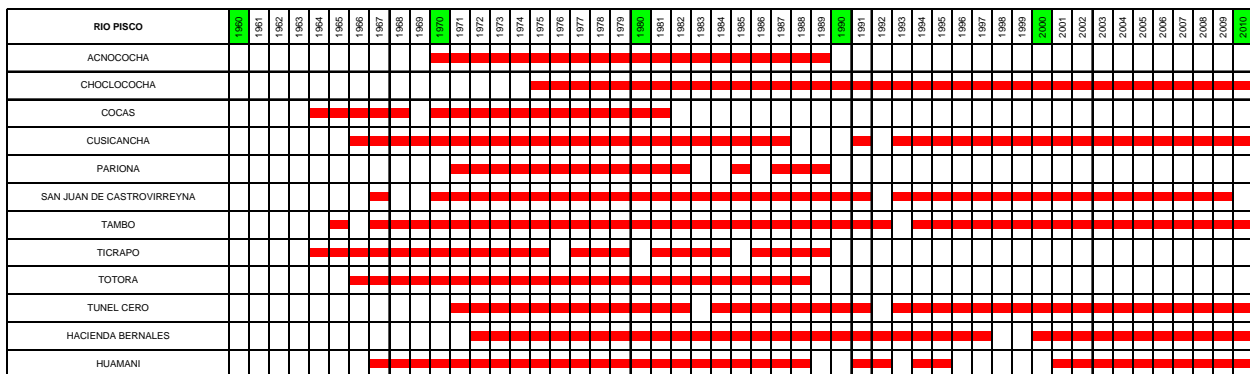 RIO PISCO 1960 1961 1962 1963 1964 1965 1966 1967 1968 1969 1970 1971 1972 1973 1974 1975 1976 1977 1978 1979 1980 1981 1982 1983 1984 1985 1986 1987 1988 1989 1990 1991 1992 1993 1994 1995 1996 1997 1998 1999 2000 2001 2002 2003 2004 2005 2006 2007 2008 2009 2010
ACNOCOCHA
CHOCLOCOCHA
COCAS
CUSICANCHA
PARIONA
SAN JUAN DE CASTROVIRREYNA
TAMBO
TICRAPO
TOTORA
TUNEL CERO
HACIENDA BERNALES
HUAMANI